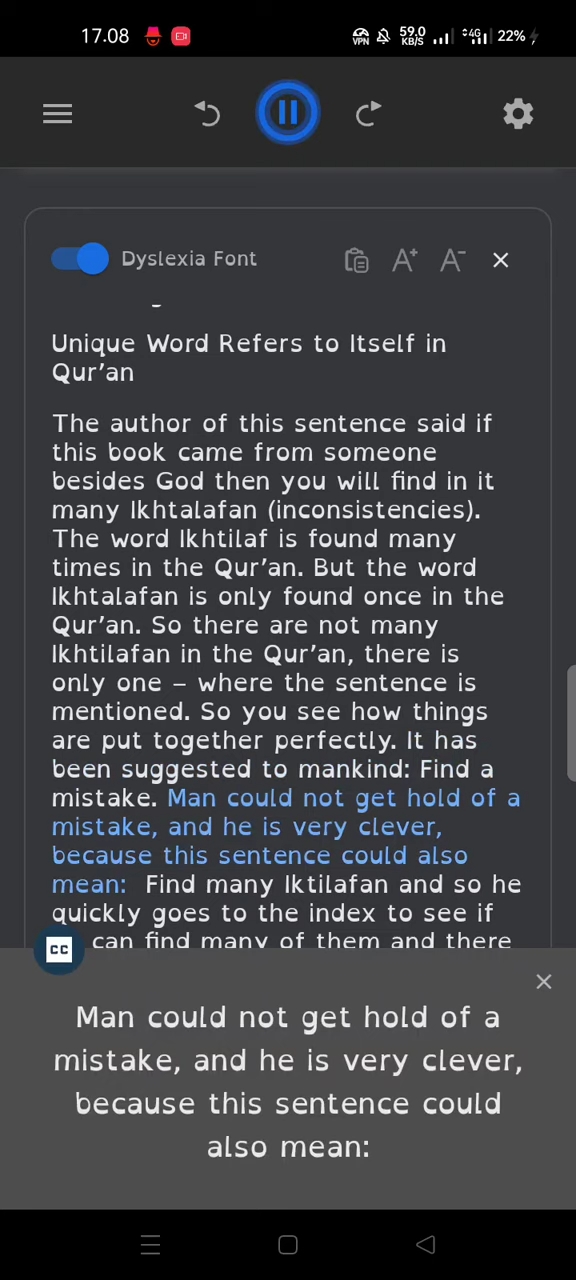 17.08
VPN
59.0
KB/S
4G
22%
Dyslexia Font
A+
A-
Unique Word Refers to Itself in
Qur’an
The author of this sentence said if
this book came from someone
besides God then you will find in it
many Ikhtalafan (inconsistencies).
The word Ikhtilaf is found many
times in the Qur’an. But the word
Ikhtalafan is only found once in the
Qur’an. So there are not many
Ikhtilafan in the Qur’an, there is
only one – where the sentence is
mentioned. So you see how things
are put together perfectly. It has
been suggested to mankind: Find a
mistake. Man could not get hold of a
mistake, and he is very clever,
because this sentence could also
mean: Find many Iktilafan and so he
quickly goes to the index to see if
can find many of them and there
CC
Man could not get hold of a
mistake, and he is very clever,
because this sentence could
also mean: